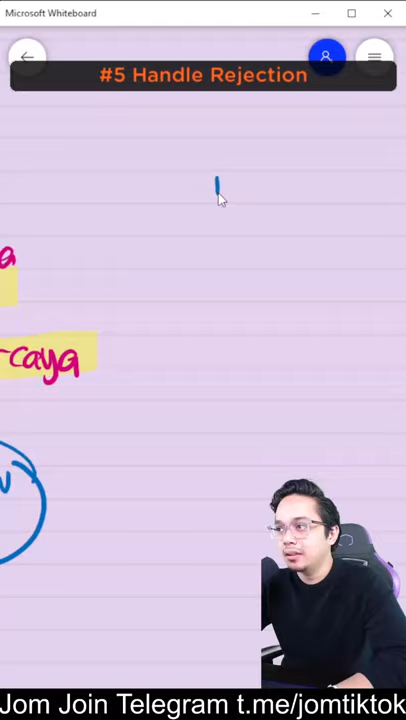 Microsoft Whiteboard
#5 Handle Rejection
a
caya
Jom Join Telegram t.me/jomtiktok